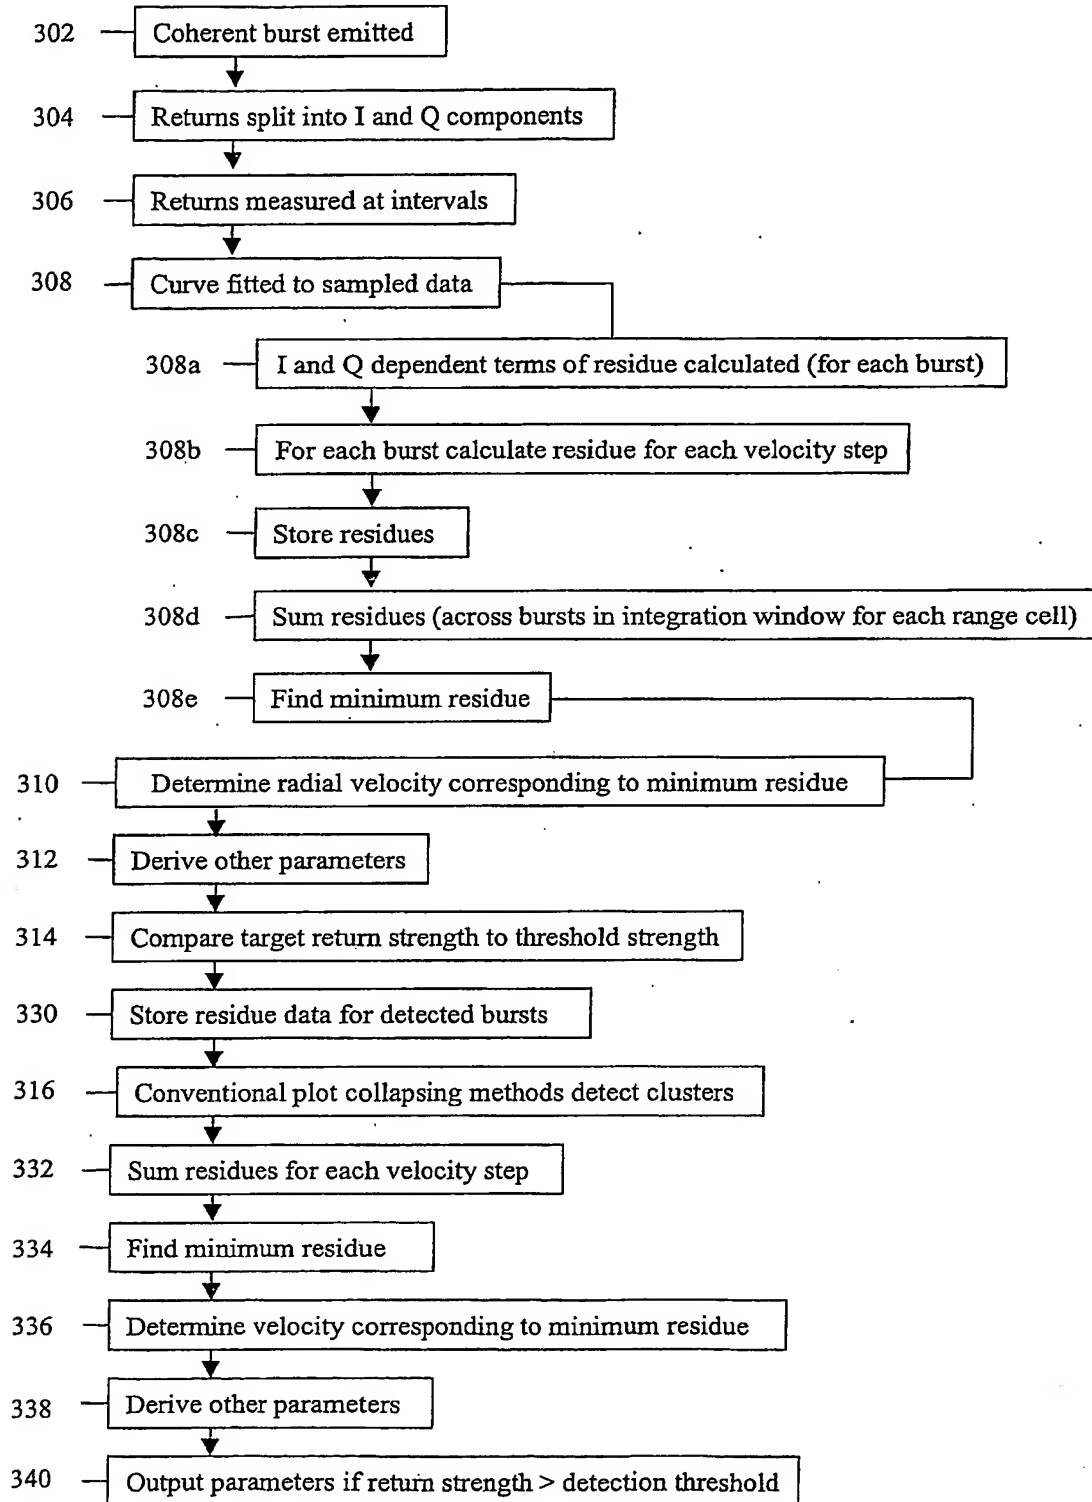 302 Coherent burst emitted
304 Returns split into I and Q components
306 Returns measured at intervals
308 Curve fitted to sampled data
308a I and Q dependent terms of residue calculated (for each burst)
308b For each burst calculate residue for each velocity step
308c Store residues
308d Sum residues (across bursts in integration window for each range cell)
308e Find minimum residue
310 Determine radial velocity corresponding to minimum residue
312 Derive other parameters
314 Compare target return strength to threshold strength
330 Store residue data for detected bursts
316 Conventional plot collapsing methods detect clusters
332 Sum residues for each velocity step
334 Find minimum residue
336 Determine velocity corresponding to minimum residue
338 Derive other parameters
340 Output parameters if return strength > detection threshold